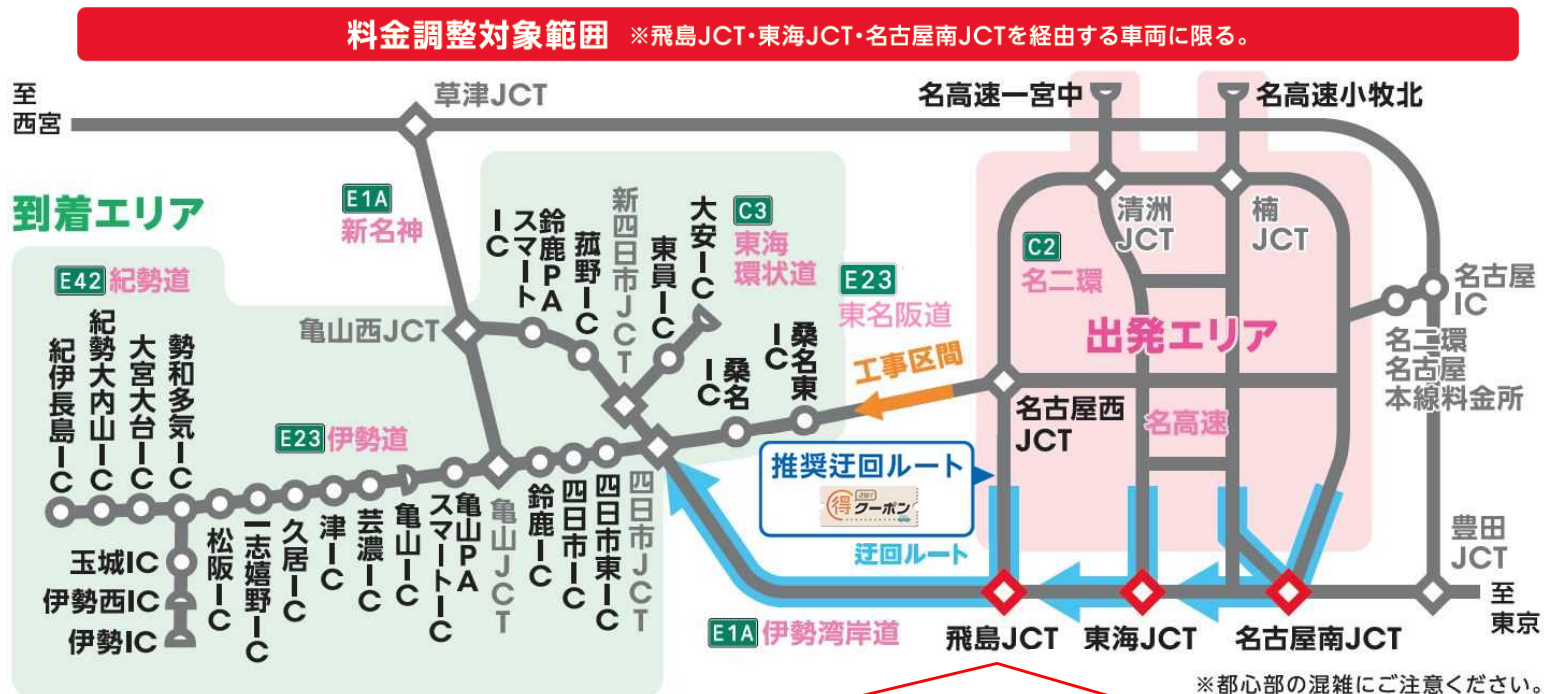 料金調整対象範囲 ※飛島JCT・東海JCT・名古屋南JCTを経由する車両に限る。
至
西宮
草津JCT
名高速一宮中
名高速小牧北
到着エリア
E1A
新名神
鈴鹿PA
スマート
IC
菰野IC
新四日市JCT
東員IC
大安IC
C3
東海
環状道
清洲
JCT
楠
JCT
C2
名二環
E42 紀勢道
E23
東名阪道
名古屋
IC
名二環
名古屋
本線料金所
亀山西JCT
出発エリア
工事区間
紀伊長島IC
紀勢大内山IC
大宮大台IC
勢和多気IC
E23 伊勢道
桑名
IC
桑名東
IC
名古屋西
JCT
名高速
推奨迂回ルート
得 クーポン
迂回ルート
玉城IC
伊勢西IC
伊勢IC
松阪IC
一志嬉野IC
久居IC
津IC
芸濃IC
亀山IC
亀山PA
スマートIC
亀山JCT
鈴鹿IC
四日市IC
四日市東IC
四日市JCT
豊田
JCT
至
東京
E1A 伊勢湾岸道
飛島JCT
東海JCT
名古屋南JCT
※都心部の混雑にご注意ください。